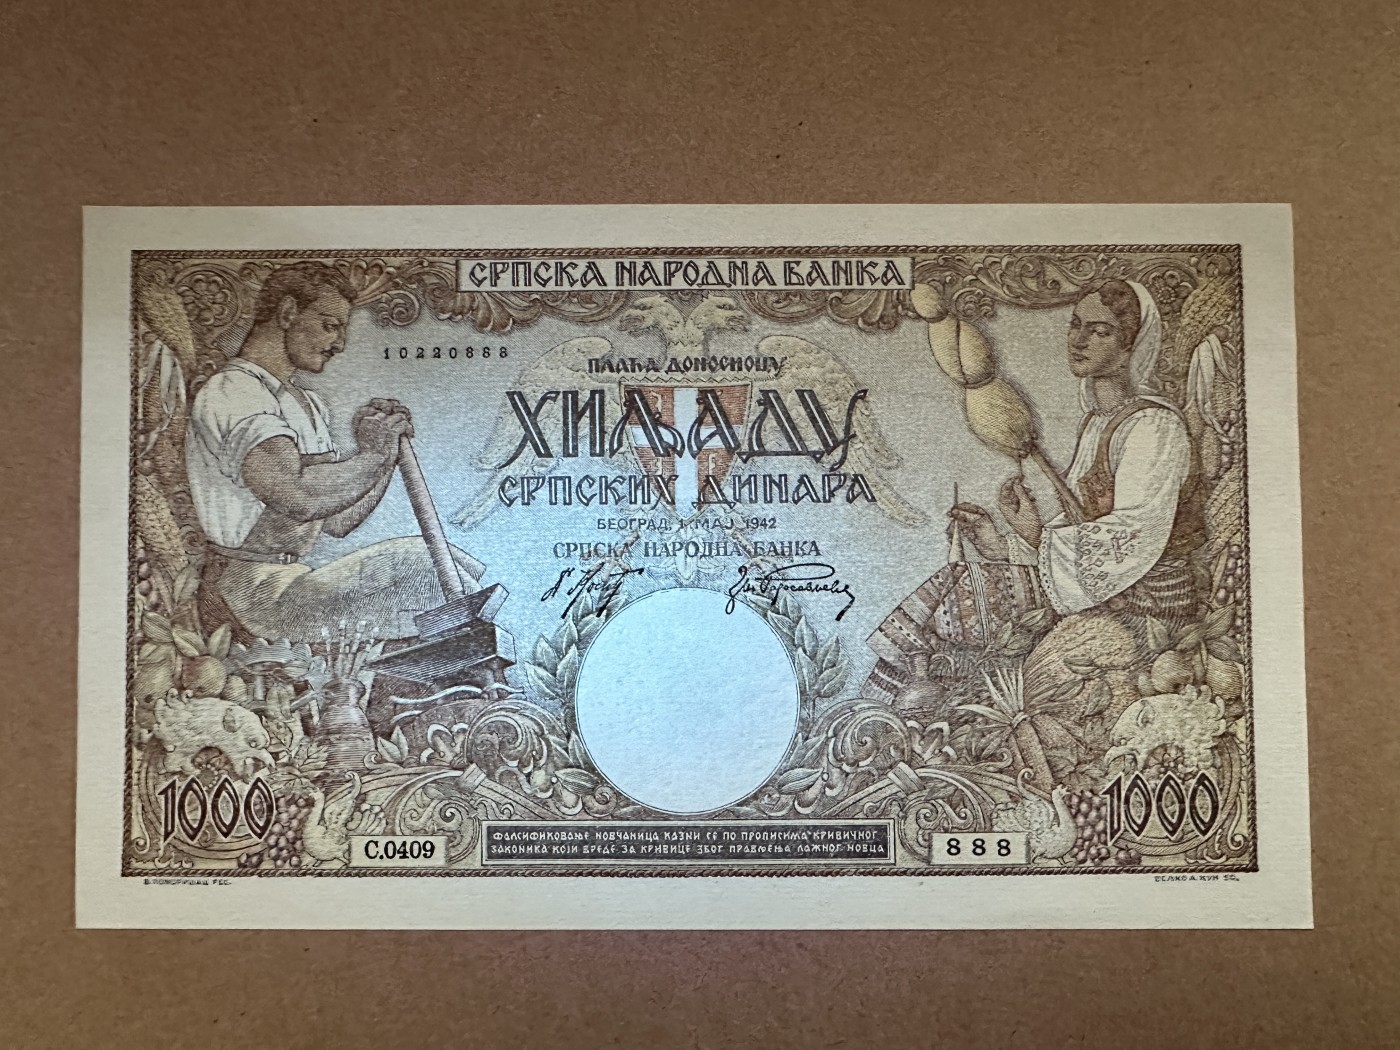 СРПСКА НАРОДНА БАНКА
10220888
ПЛАЋА ДОНОСИОЦУ
ХИЉАДУ
СРПСКИХ ДИНАРА
БЕОГРАД, 1. МАЈ 1942
СРПСКА НАРОДНА БАНКА
1000
1000
С.0409
ФАЛСИФИКОВАЊЕ НОВЧАНИЦА КАЗНИ СЕ ПО ПРОПИСИМА КРИВИЧНОГ
ЗАКОНИКА КОЈИ ВРЕДЕ ЗА КРИВИЦЕ ЗБОГ ПРАВЉЕЊА ЛАЖНОГ НОВЦА
888